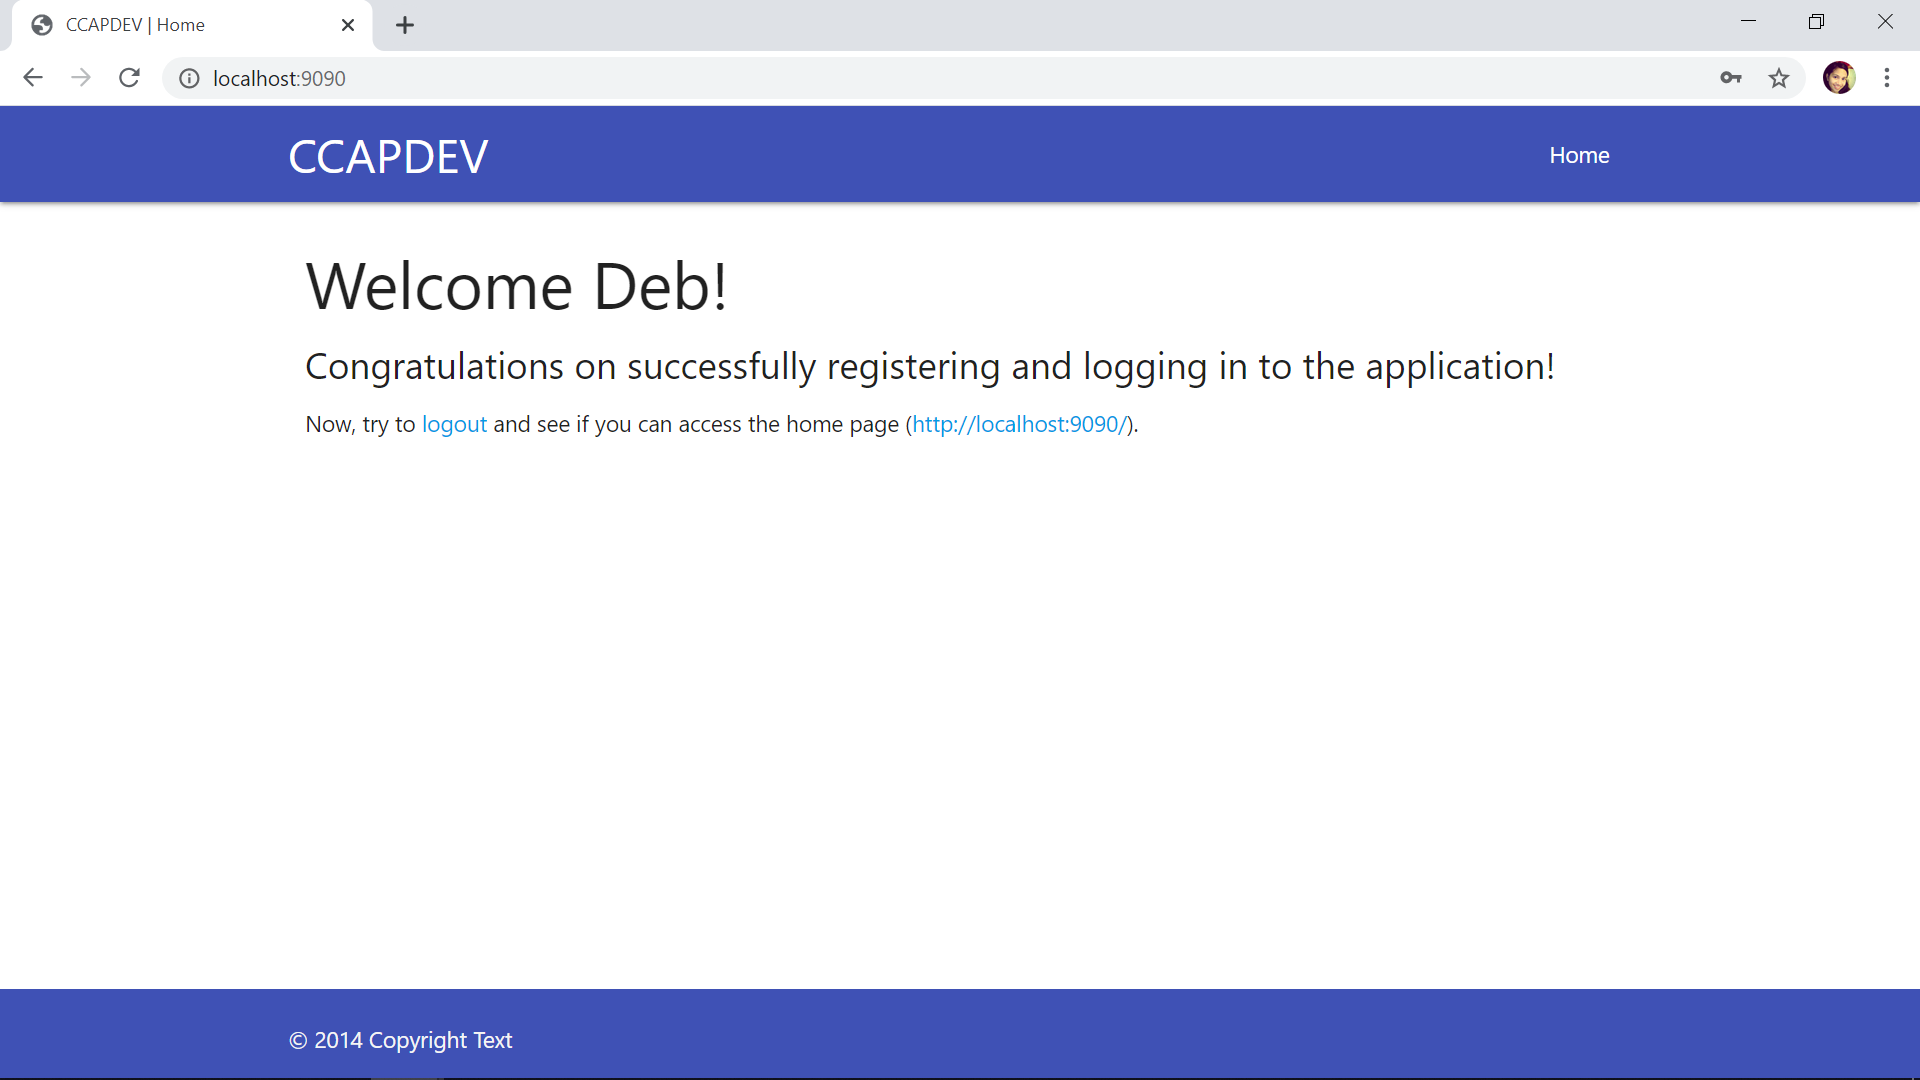 CCAPDEV | Home
localhost:9090
CCAPDEV
Home
Welcome Deb!
Congratulations on successfully registering and logging in to the application!
Now, try to logout and see if you can access the home page (http://localhost:9090/).
© 2014 Copyright Text